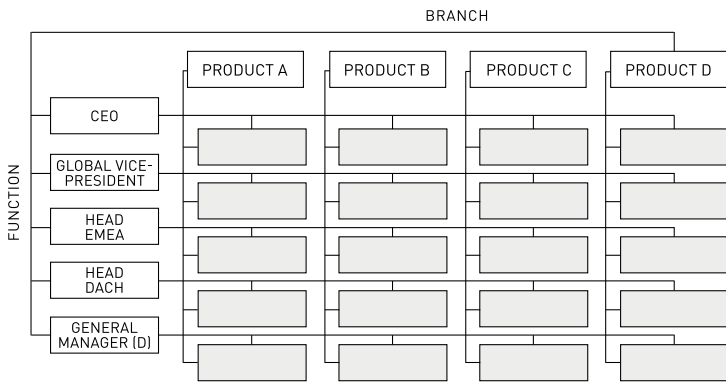 BRANCH
PRODUCT A
PRODUCT B
PRODUCT C
PRODUCT D
FUNCTION
CEO
GLOBAL VICE-
PRESIDENT
HEAD
EMEA
HEAD
DACH
GENERAL
MANAGER (D)